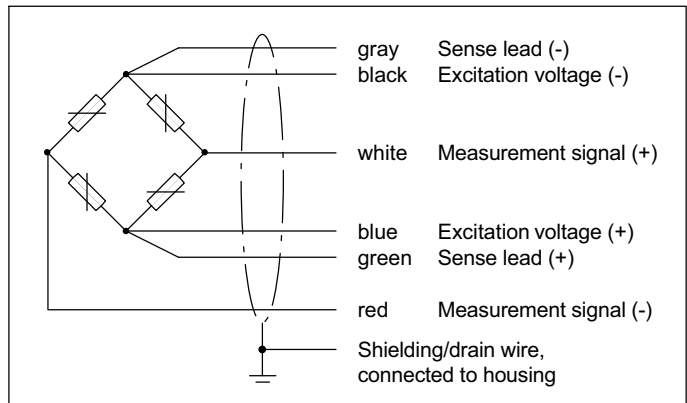 gray Sense lead (-)
black Excitation voltage (-)
white Measurement signal (+)
blue Excitation voltage (+)
green Sense lead (+)
red Measurement signal (-)
Shielding/drain wire,
connected to housing